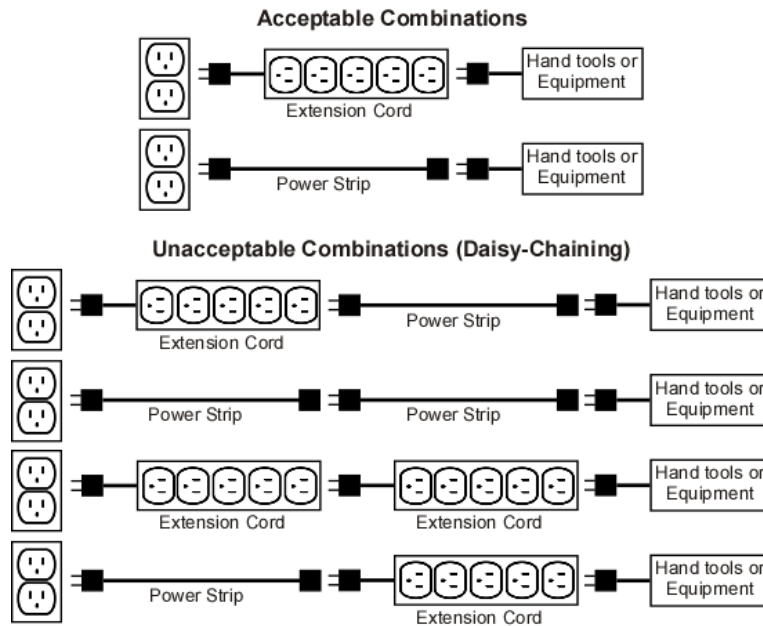 Acceptable Combinations
Hand tools or
Equipment
Extension Cord
Hand tools or
Equipment
Power Strip
Unacceptable Combinations (Daisy-Chaining)
Hand tools or
Equipment
Power Strip
Extension Cord
Hand tools or
Equipment
Power Strip
Power Strip
Hand tools or
Equipment
Extension Cord
Extension Cord
Hand tools or
Equipment
Power Strip
Extension Cord